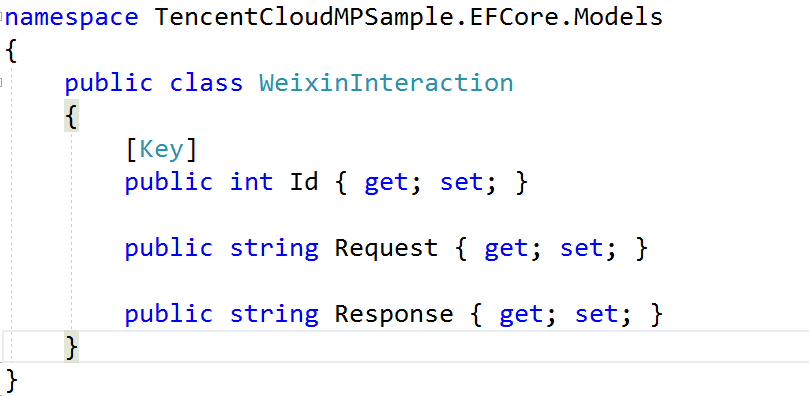 namespace TencentCloudMPSample.EFCore.Models
{
    public class WeixinInteraction
    {
        [Key]
        public int Id { get; set; }

        public string Request { get; set; }

        public string Response { get; set; }
    }
}